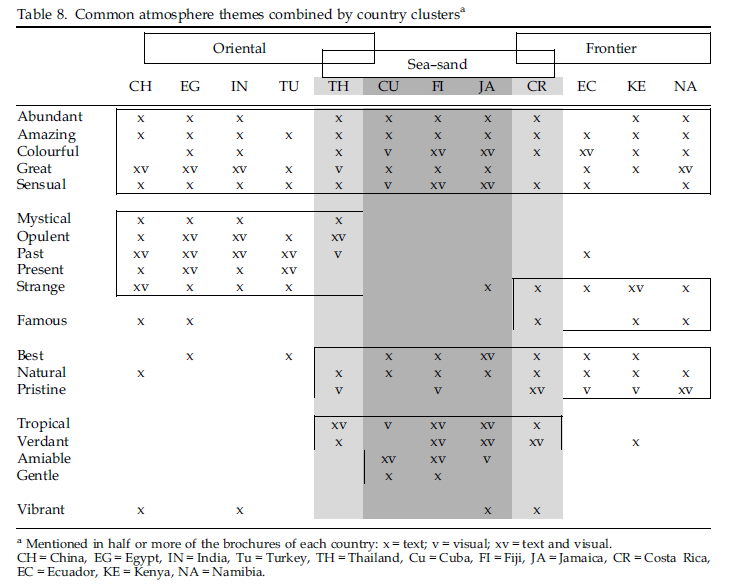 Table 8. Common atmosphere themes combined by country clustersa
Oriental Frontier
Sea–sand
CH EG IN TU TH CU FI JA CR EC KE NA
Abundant x x x x x x x x x x
Amazing x x x x x x x x x x x x
Colourful x x x v xv xv x xv x x
Great xv xv xv x v x x x x x xv
Sensual x x x x x v xv xv x x x
Mystical x x x x
Opulent x xv xv x xv
Past xv xv xv xv v x
Present x xv x xv
Strange xv x x x x x x xv x
Famous x x x x x
Best x x x x xv x x x
Natural x x x x x x x x x
Pristine v v xv v v xv
Tropical xv v xv xv x
Verdant x xv xv xv x
Amiable xv xv v
Gentle x x
Vibrant x x x x
a Mentioned in half or more of the brochures of each country: x = text; v = visual; xv = text and visual.
CH = China, EG = Egypt, IN = India, Tu = Turkey, TH = Thailand, Cu = Cuba, FI = Fiji, JA = Jamaica, CR = Costa Rica,
EC = Ecuador, KE = Kenya, NA = Namibia.